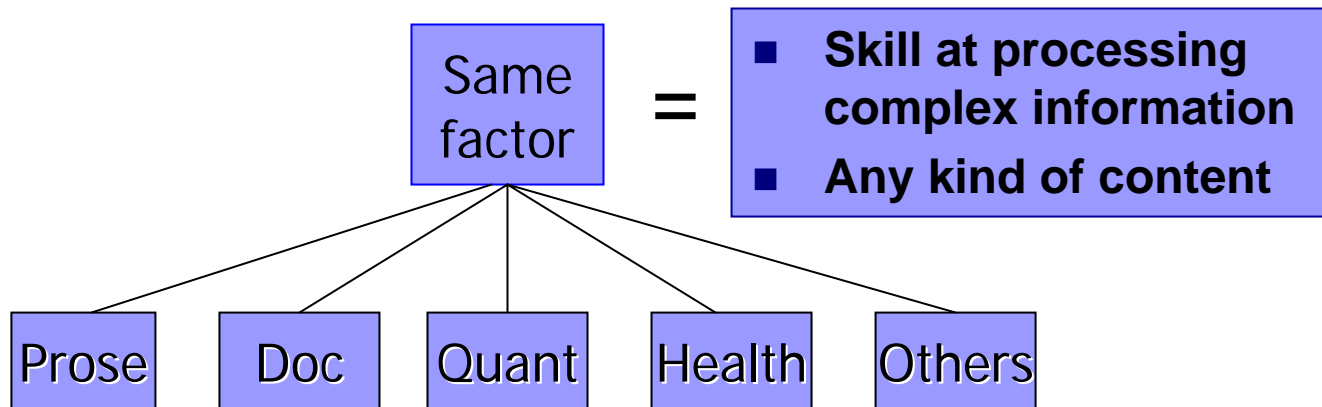 Same
factor
=
■ Skill at processing
complex information
■ Any kind of content
Prose
Doc
Quant
Health
Others